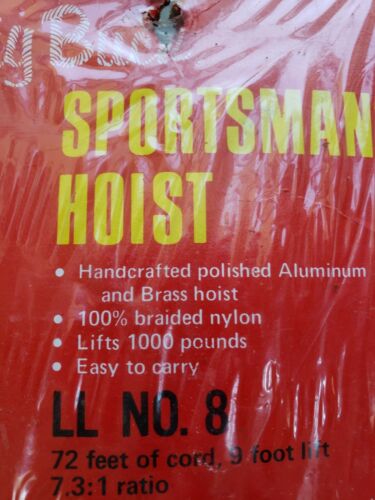 SPORTSMAN
HOIST
• Handcrafted polished Aluminum
and Brass hoist
• 100% braided nylon
• Lifts 1000 pounds
• Easy to carry
LL NO. 8
72 feet of cord, 9 foot lift
7.3:1 ratio